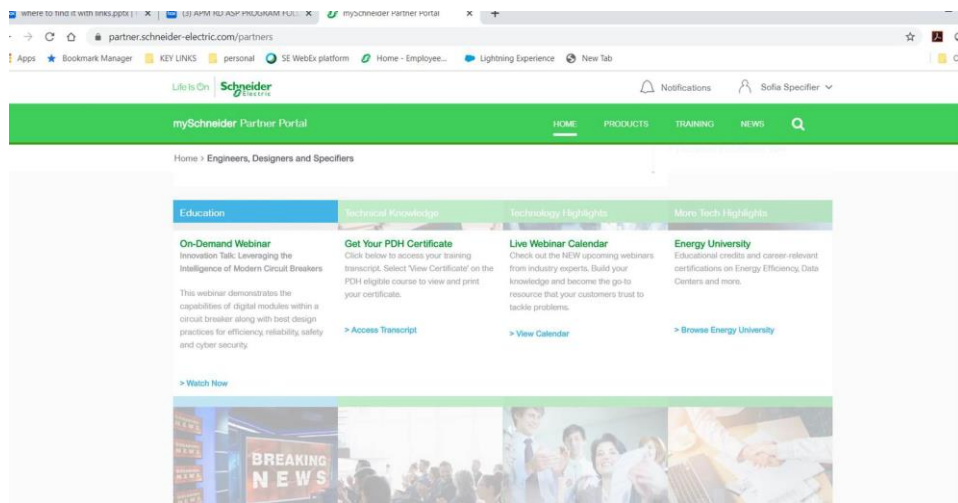 where to find it with links.pptx |
(3) APM RD ASP PROGRAM FOL
mySchneider Partner Portal
partner.schneider-electric.com/partners
Apps Bookmark Manager KEY LINKS personal SE WebEx platform Home - Employee... Lightning Experience New Tab
Life Is On Schneider Electric
Notifications Sofia Specifier
mySchneider Partner Portal HOME PRODUCTS TRAINING NEWS
Home > Engineers, Designers and Specifiers
Education
Technical Knowledge
Technology Highlights
More Tech Highlights
On-Demand Webinar
Innovation Talk: Leveraging the
Intelligence of Modern Circuit Breakers
This webinar demonstrates the
capabilities of digital modules within a
circuit breaker along with best design
practices for efficiency, reliability, safety
and cyber security.
> Watch Now
Get Your PDH Certificate
Click below to access your training
transcript. Select 'View Certificate' on the
PDH eligible course to view and print
your certificate.
> Access Transcript
Live Webinar Calendar
Check out the NEW upcoming webinars
from industry experts. Build your
knowledge and become the go-to
resource that your customers trust to
tackle problems.
> View Calendar
Energy University
Educational credits and career-relevant
certifications on Energy Efficiency, Data
Centers and more.
> Browse Energy University
BREAKING
NEWS